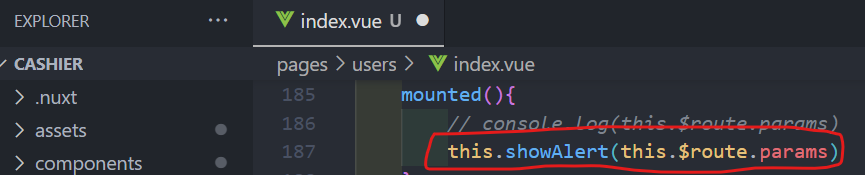 EXPLORER
···
index.vue U
CASHIER
pages > users > index.vue
.nuxt
assets
components
185 mounted(){
186 // console.log(this.$route.params)
187 this.showAlert(this.$route.params)